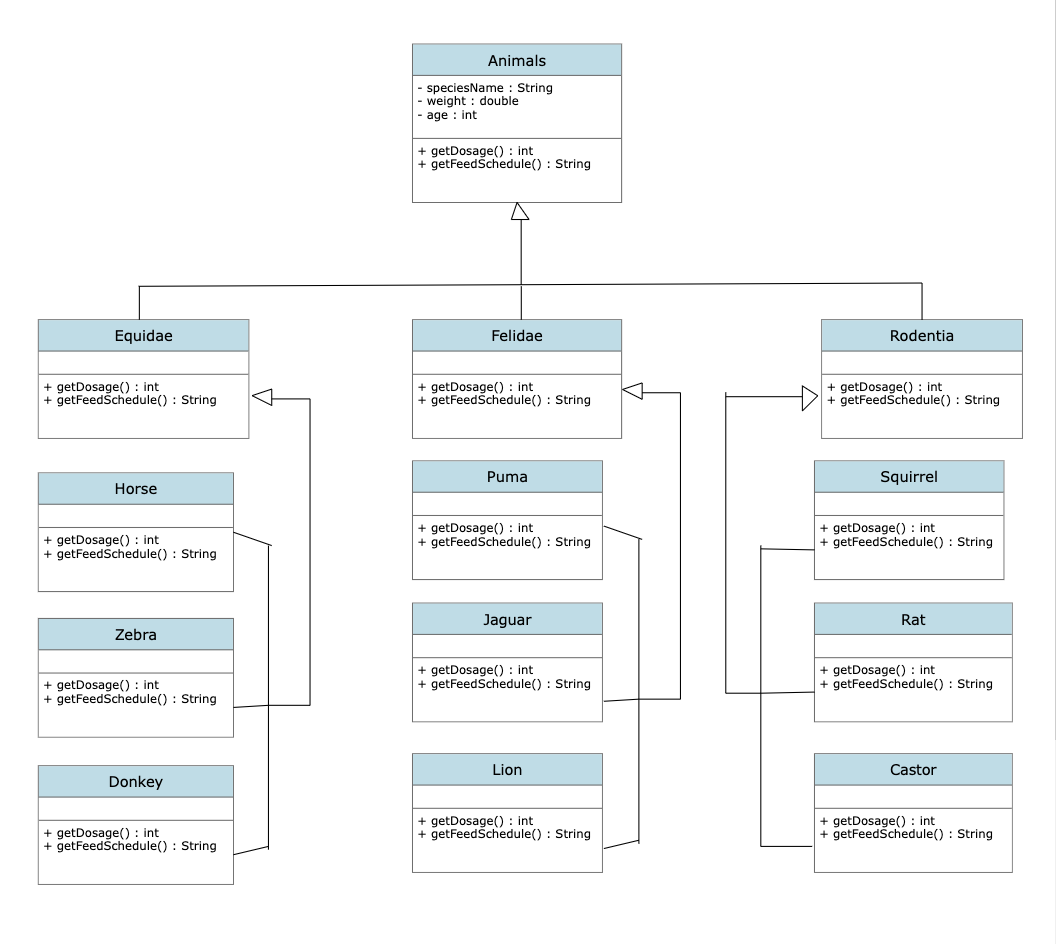 Animals
- speciesName : String
- weight : double
- age : int
+ getDosage() : int
+ getFeedSchedule() : String
Equidae
+ getDosage() : int
+ getFeedSchedule() : String
Felidae
+ getDosage() : int
+ getFeedSchedule() : String
Rodentia
+ getDosage() : int
+ getFeedSchedule() : String
Horse
+ getDosage() : int
+ getFeedSchedule() : String
Puma
+ getDosage() : int
+ getFeedSchedule() : String
Squirrel
+ getDosage() : int
+ getFeedSchedule() : String
Zebra
+ getDosage() : int
+ getFeedSchedule() : String
Jaguar
+ getDosage() : int
+ getFeedSchedule() : String
Rat
+ getDosage() : int
+ getFeedSchedule() : String
Donkey
+ getDosage() : int
+ getFeedSchedule() : String
Lion
+ getDosage() : int
+ getFeedSchedule() : String
Castor
+ getDosage() : int
+ getFeedSchedule() : String